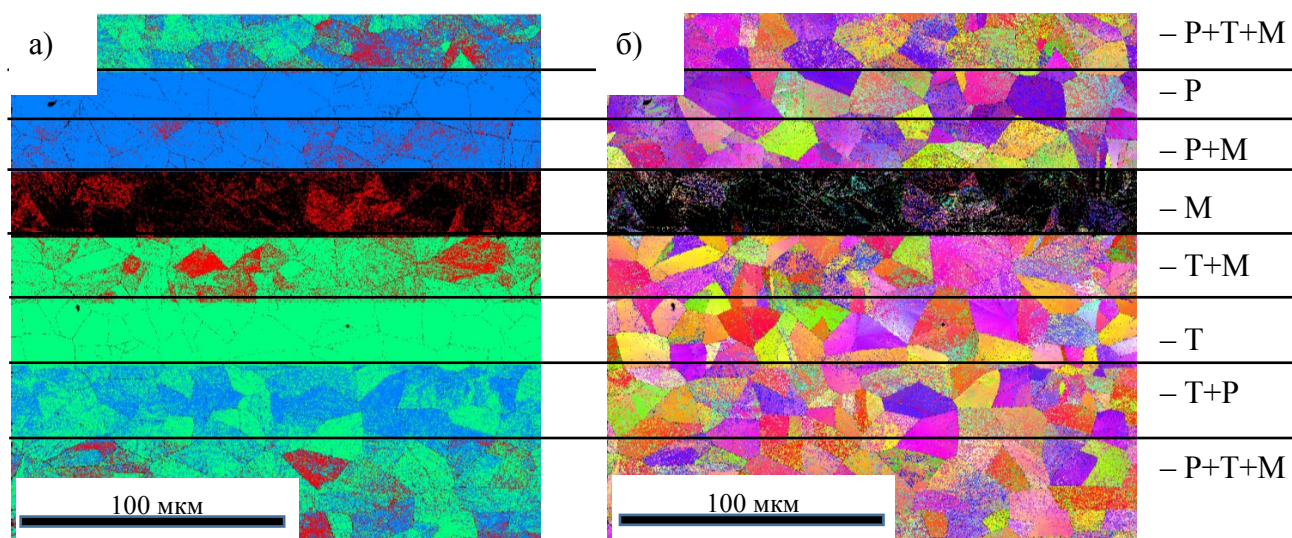 а)
б)
– Р+Т+М
– Р
– Р+М
– М
– Т+М
– Т
– Т+Р
– Р+Т+М
100 мкм
100 мкм